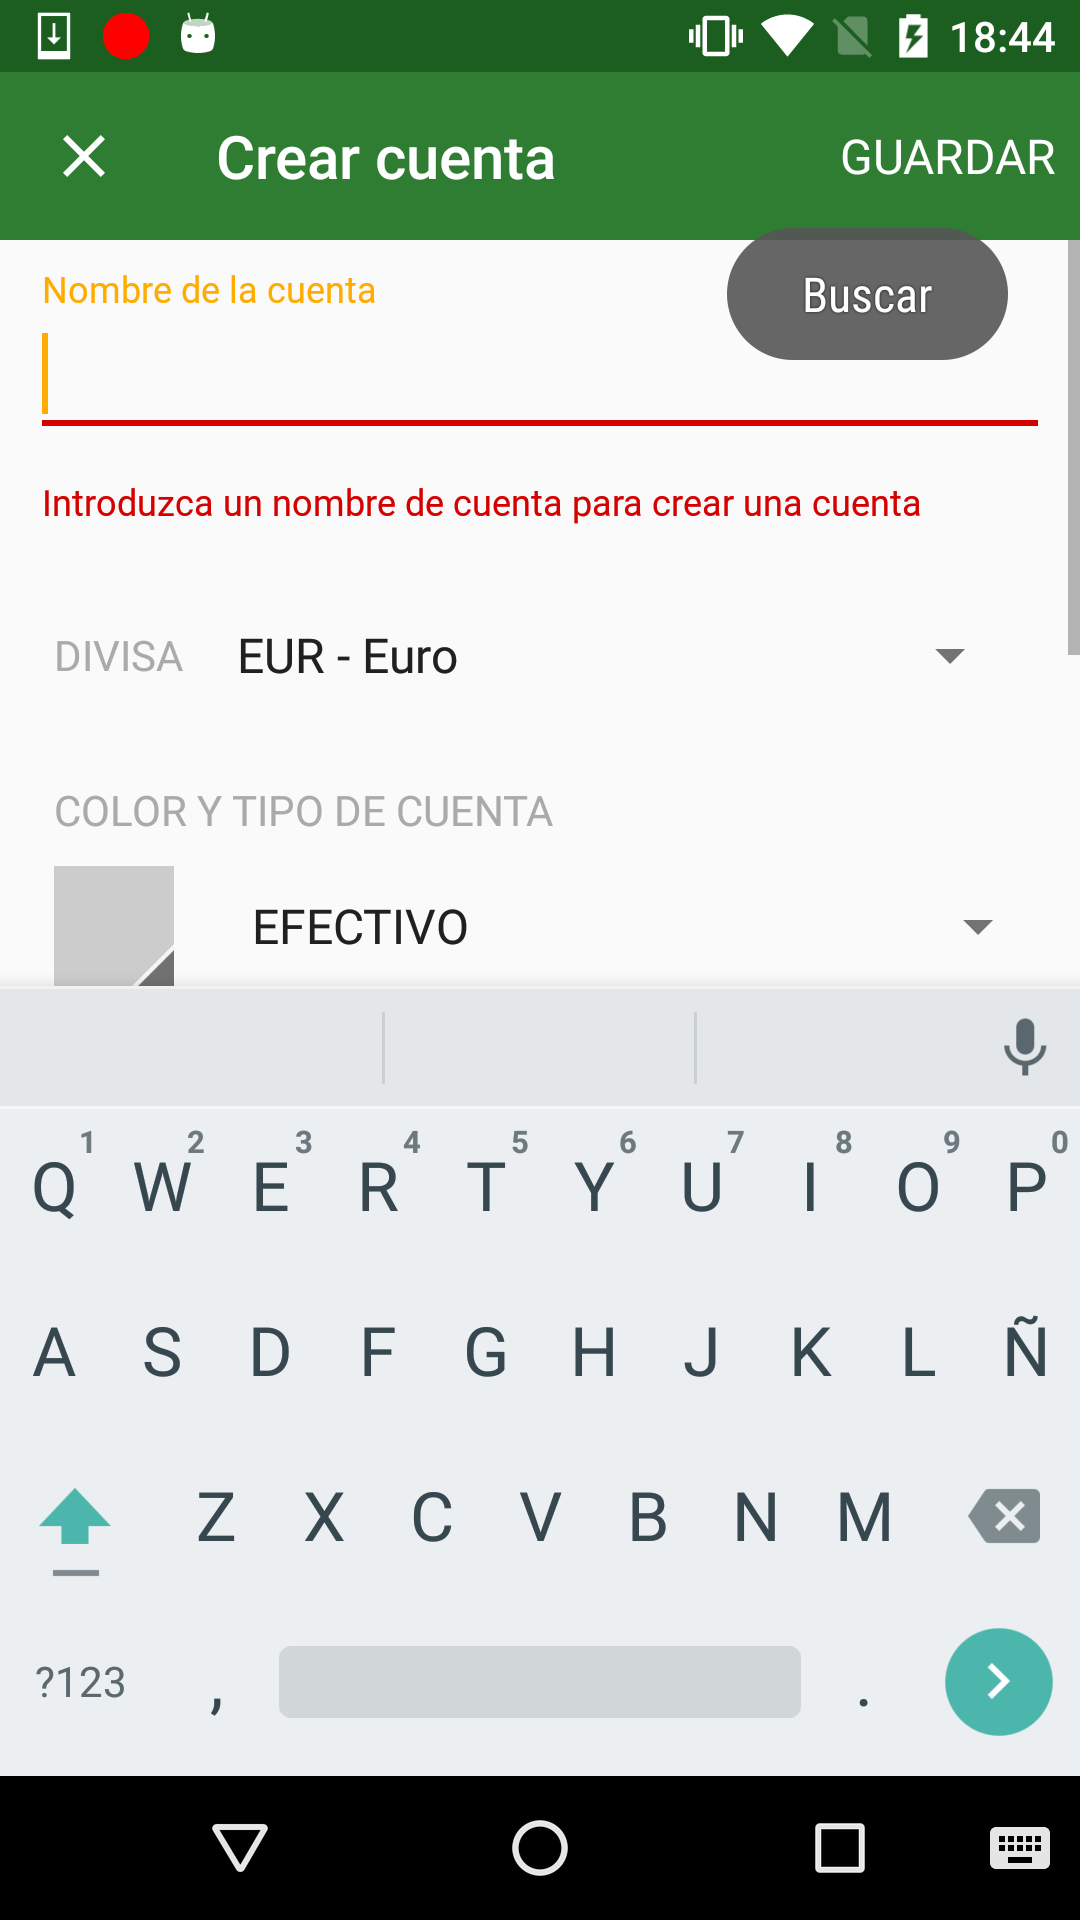 18:44
Crear cuenta
GUARDAR
Nombre de la cuenta
Buscar
Introduzca un nombre de cuenta para crear una cuenta
DIVISA EUR - Euro
COLOR Y TIPO DE CUENTA
EFECTIVO
1 2 3 4 5 6 7 8 9 0
Q W E R T Y U I O P
A S D F G H J K L Ñ
Z X C V B N M
?123 , .